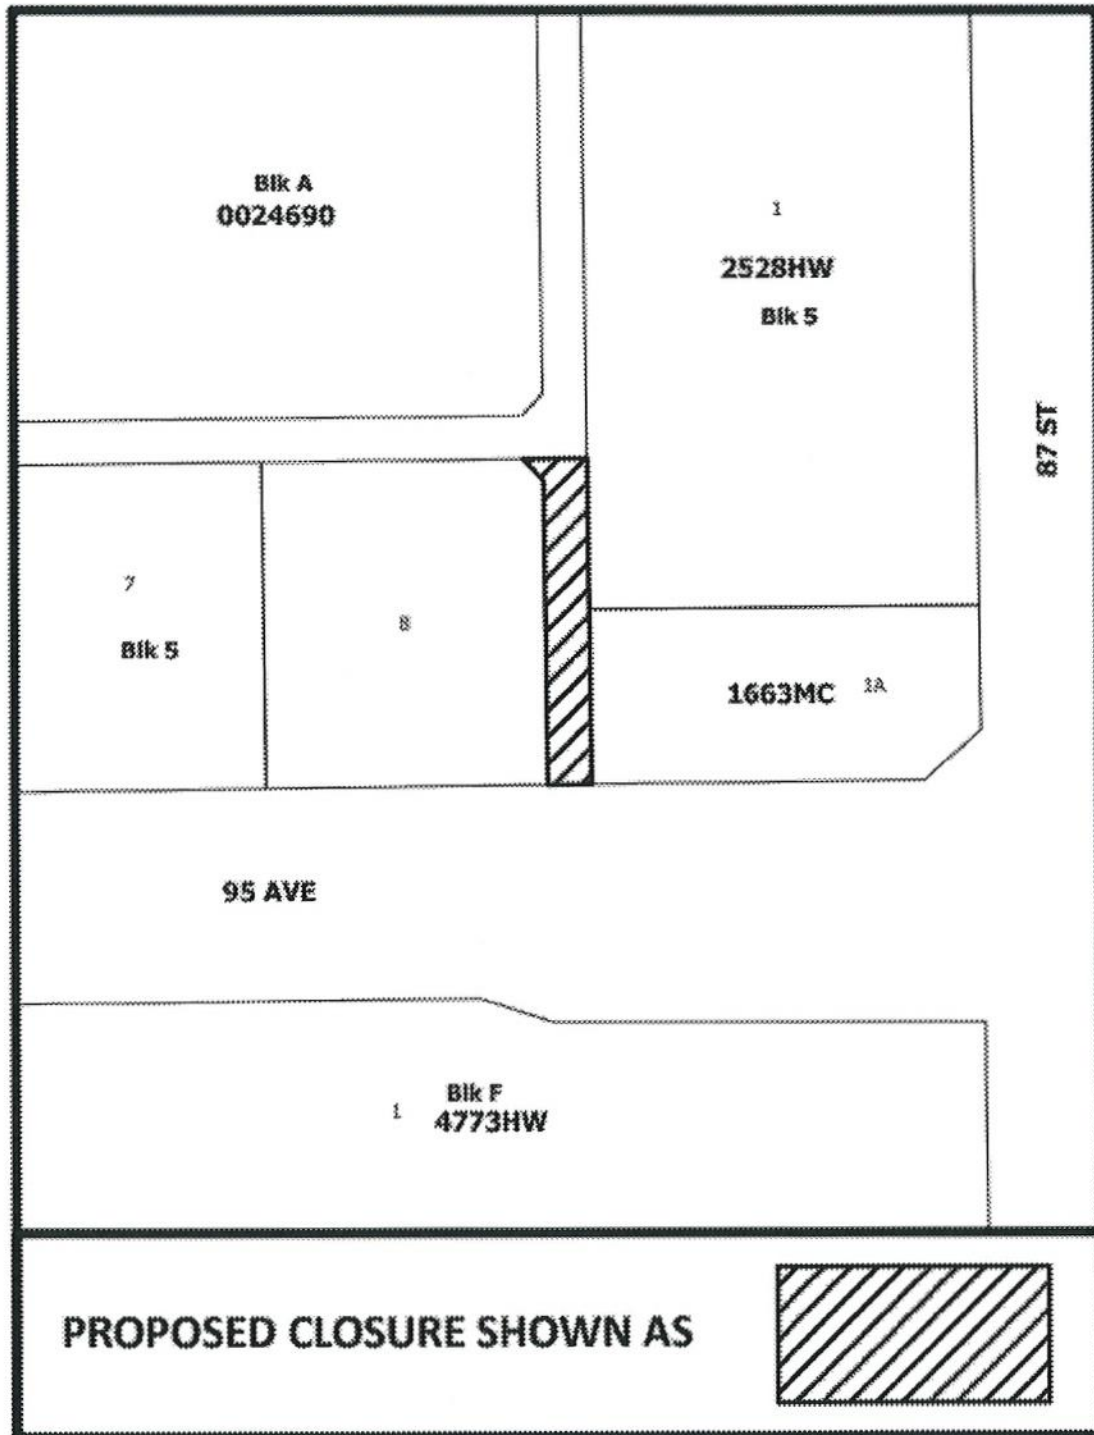 Blk A
0024690
1
2528HW
Blk 5
87 ST
7
Blk 5
8
1663MC
1A
95 AVE
Blk F
1
4773HW
PROPOSED CLOSURE SHOWN AS